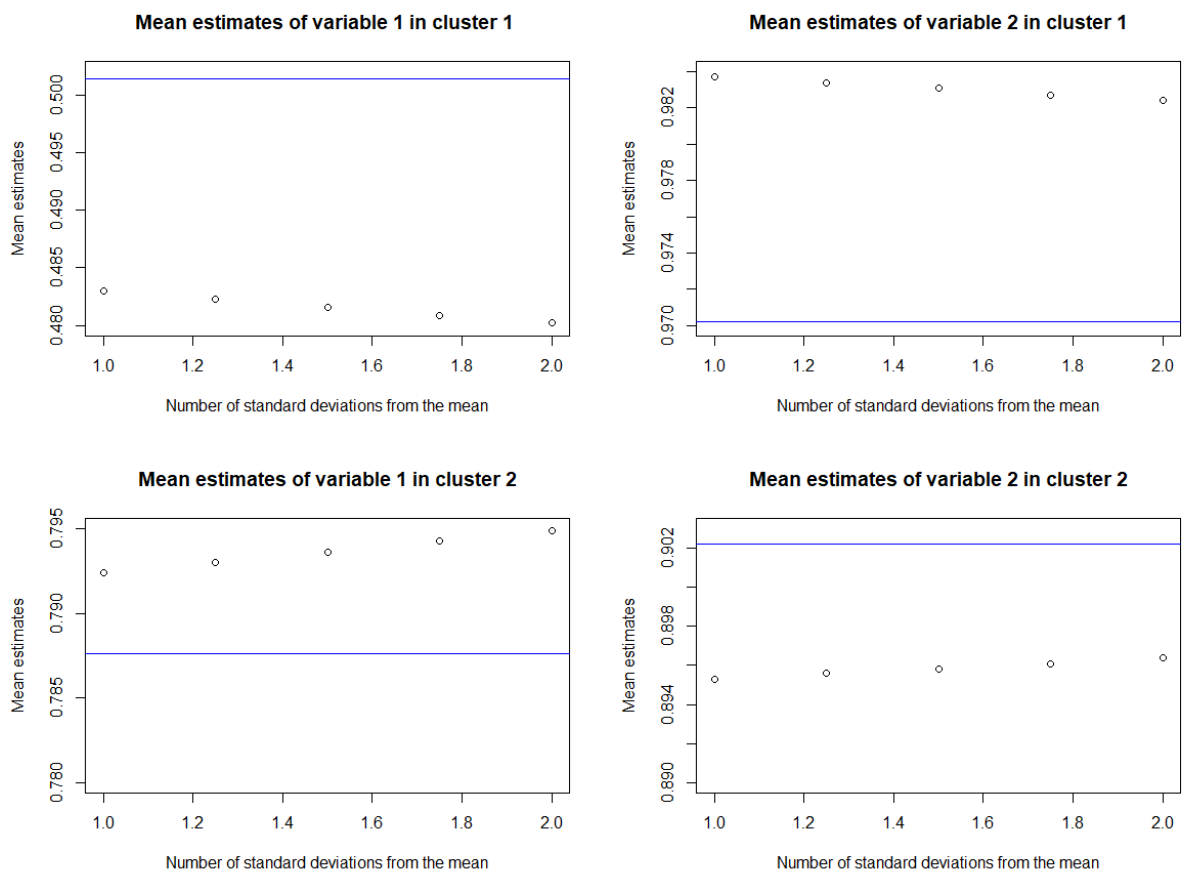 Mean estimates of variable 1 in cluster 1
Mean estimates
0.500
0.495
0.490
0.485
0.480
1.0 1.2 1.4 1.6 1.8 2.0
Number of standard deviations from the mean
Mean estimates of variable 2 in cluster 1
Mean estimates
0.982
0.978
0.974
0.970
1.0 1.2 1.4 1.6 1.8 2.0
Number of standard deviations from the mean
Mean estimates of variable 1 in cluster 2
Mean estimates
0.795
0.790
0.785
0.780
1.0 1.2 1.4 1.6 1.8 2.0
Number of standard deviations from the mean
Mean estimates of variable 2 in cluster 2
Mean estimates
0.902
0.898
0.894
0.890
1.0 1.2 1.4 1.6 1.8 2.0
Number of standard deviations from the mean